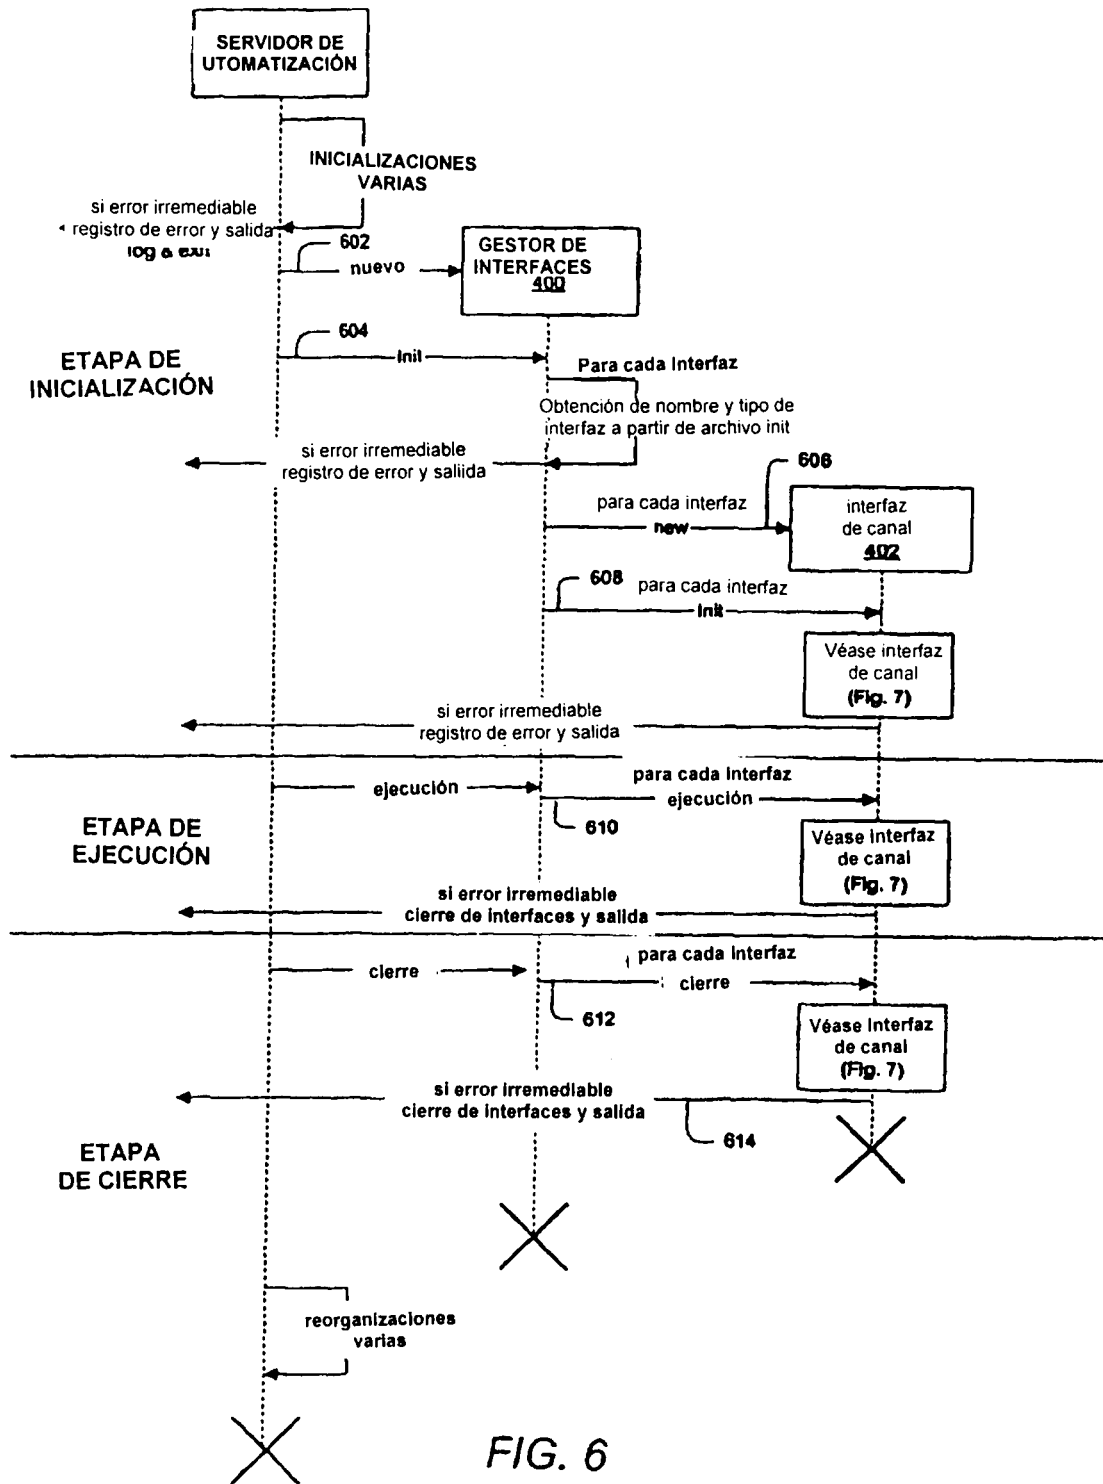 SERVIDOR DE
UTOMATIZACIÓN
INICIALIZACIONES
VARIAS
si error irremediable
registro de error y salida
log & exit
602
nuevo
GESTOR DE
INTERFACES
400
604
Init
ETAPA DE
INICIALIZACIÓN
Para cada Interfaz
Obtención de nombre y tipo de
interfaz a partir de archivo init
si error irremediable
registro de error y saliida
606
para cada interfaz
new
interfaz
de canal
402
608
para cada interfaz
Init
Véase interfaz
de canal
(Fig. 7)
si error irremediable
registro de error y salida
ejecución
para cada Interfaz
ejecución
610
ETAPA DE
EJECUCIÓN
Véase Interfaz
de canal
(Fig. 7)
si error irremediable
cierre de interfaces y salida
cierre
para cada Interfaz
cierre
612
Véase Interfaz
de canal
(Fig. 7)
si error irremediable
cierre de interfaces y salida
614
ETAPA
DE CIERRE
reorganizaciones
varias
FIG. 6